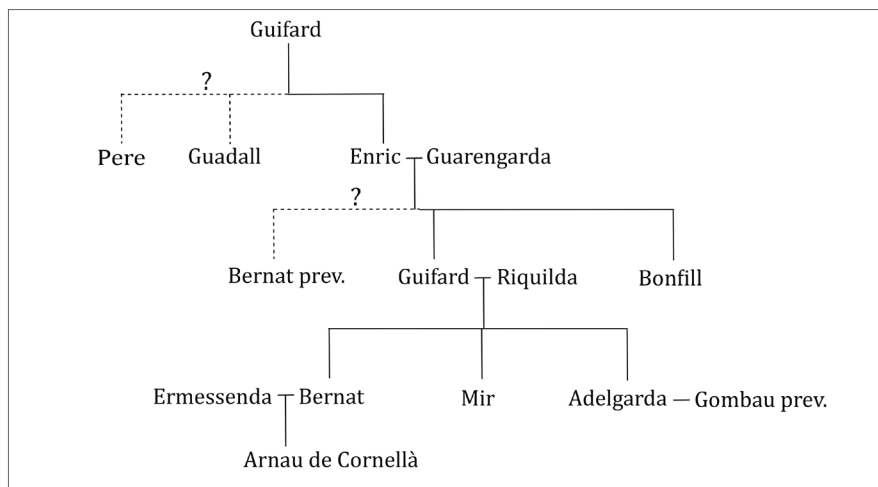 Guifard
?
Pere Guadall Enric Guarengarda
?
Bernat prev. Guifard Riquilda Bonfill
Ermessenda Bernat Mir Adelgarda Gombau prev.
Arnau de Cornellà